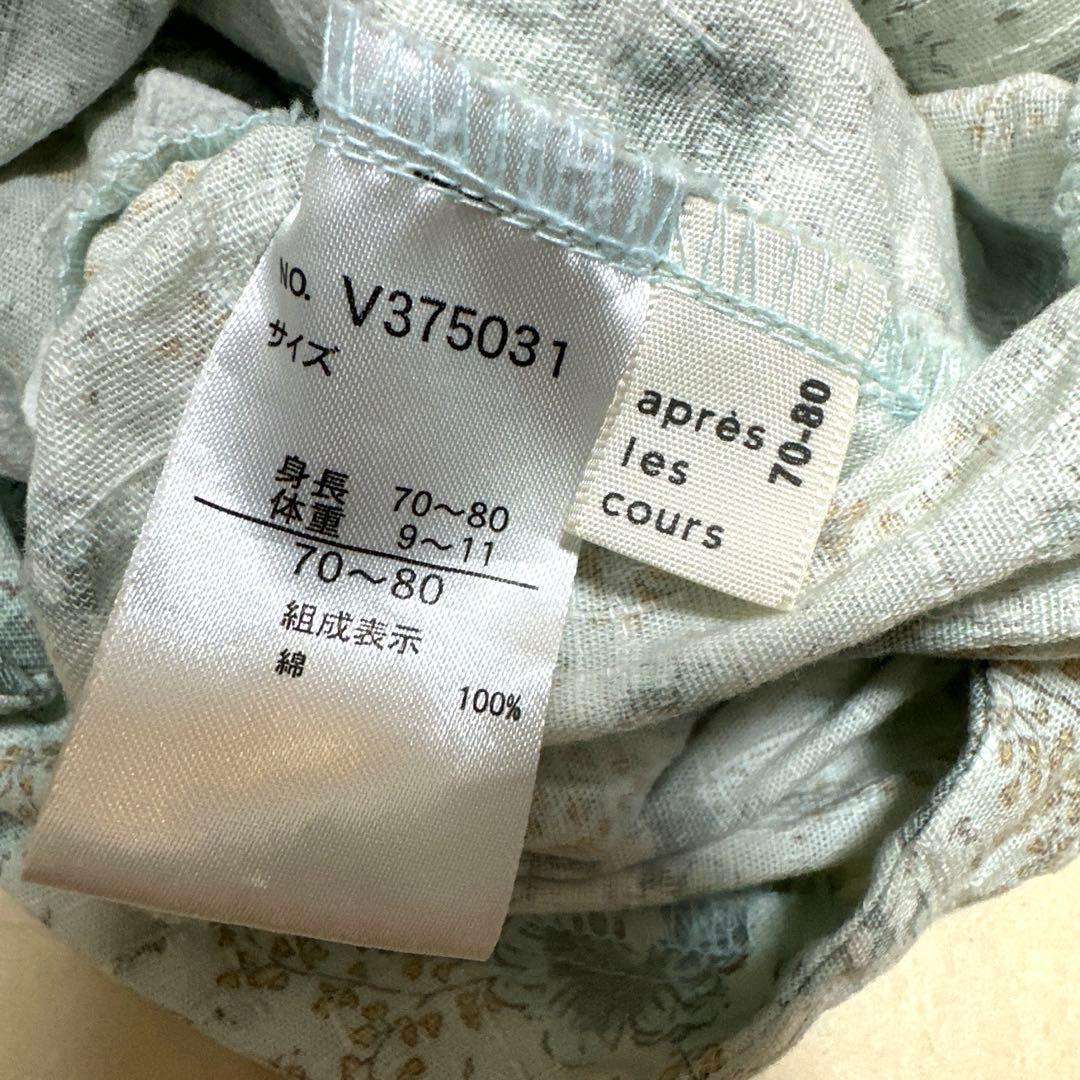 NO. V375031
サイズ
身長 70～80
体重 9～11
70～80
組成表示
綿 100%
après
les
cours
70-80